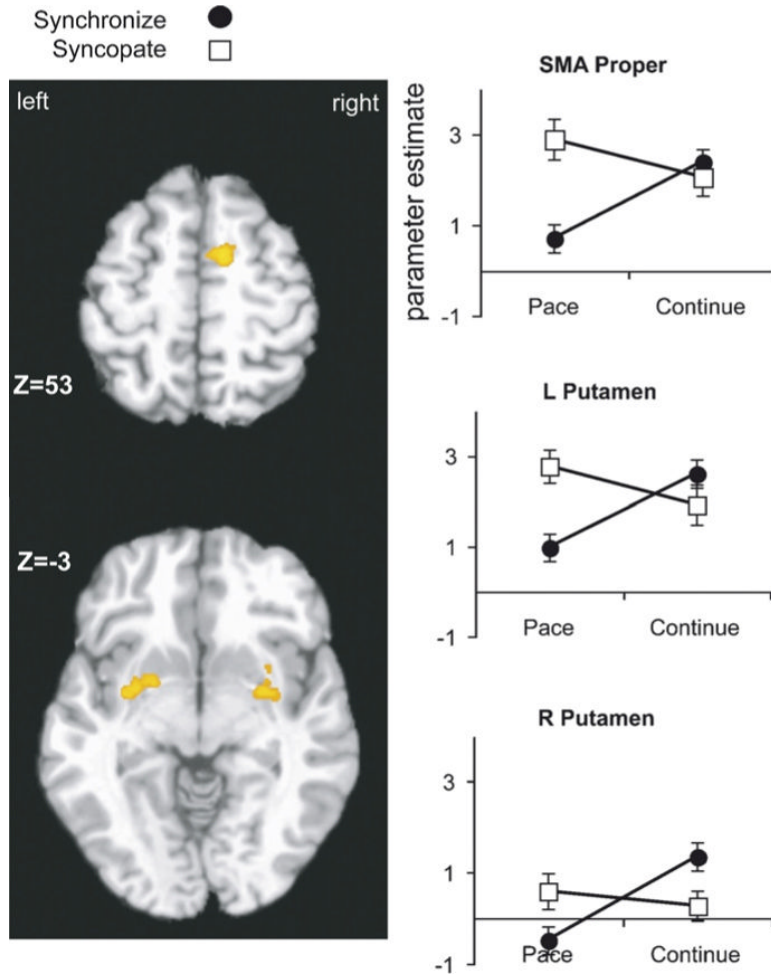 Synchronize
Syncopate
left
right
Z=53
Z=-3
SMA Proper
parameter estimate
3
1
-1
Pace
Continue
L Putamen
3
1
-1
Pace
Continue
R Putamen
3
1
-1
Pace
Continue